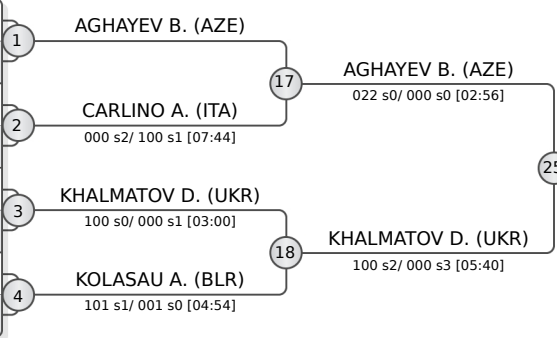 AGHAYEV B. (AZE)
1
17
AGHAYEV B. (AZE)
022 s0/ 000 s0 [02:56]
CARLINO A. (ITA)
2
000 s2/ 100 s1 [07:44]
25
KHALMATOV D. (UKR)
3
100 s0/ 000 s1 [03:00]
18
KHALMATOV D. (UKR)
100 s2/ 000 s3 [05:40]
KOLASAU A. (BLR)
4
101 s1/ 001 s0 [04:54]